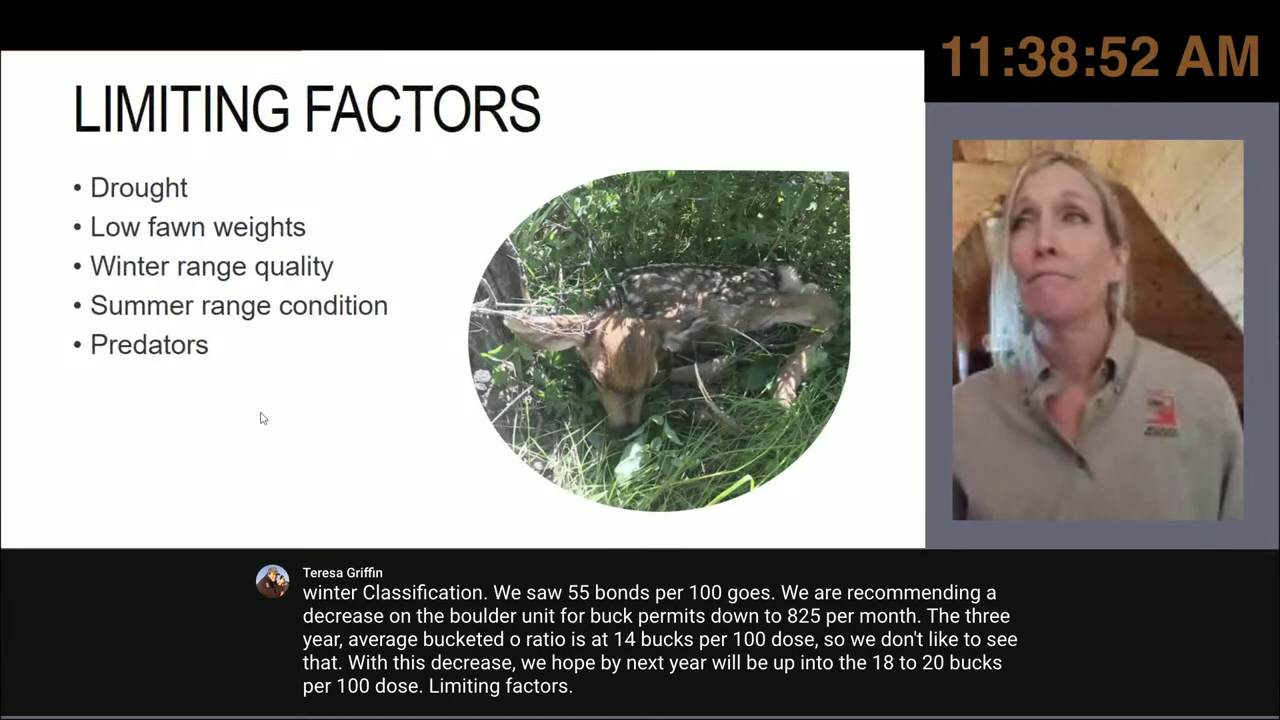 11:38:52 AM
LIMITING FACTORS
• Drought
• Low fawn weights
• Winter range quality
• Summer range condition
• Predators
Teresa Griffin
winter Classification. We saw 55 bonds per 100 goes. We are recommending a
decrease on the boulder unit for buck permits down to 825 per month. The three
year, average bucketed o ratio is at 14 bucks per 100 dose, so we don't like to see
that. With this decrease, we hope by next year will be up into the 18 to 20 bucks
per 100 dose. Limiting factors.